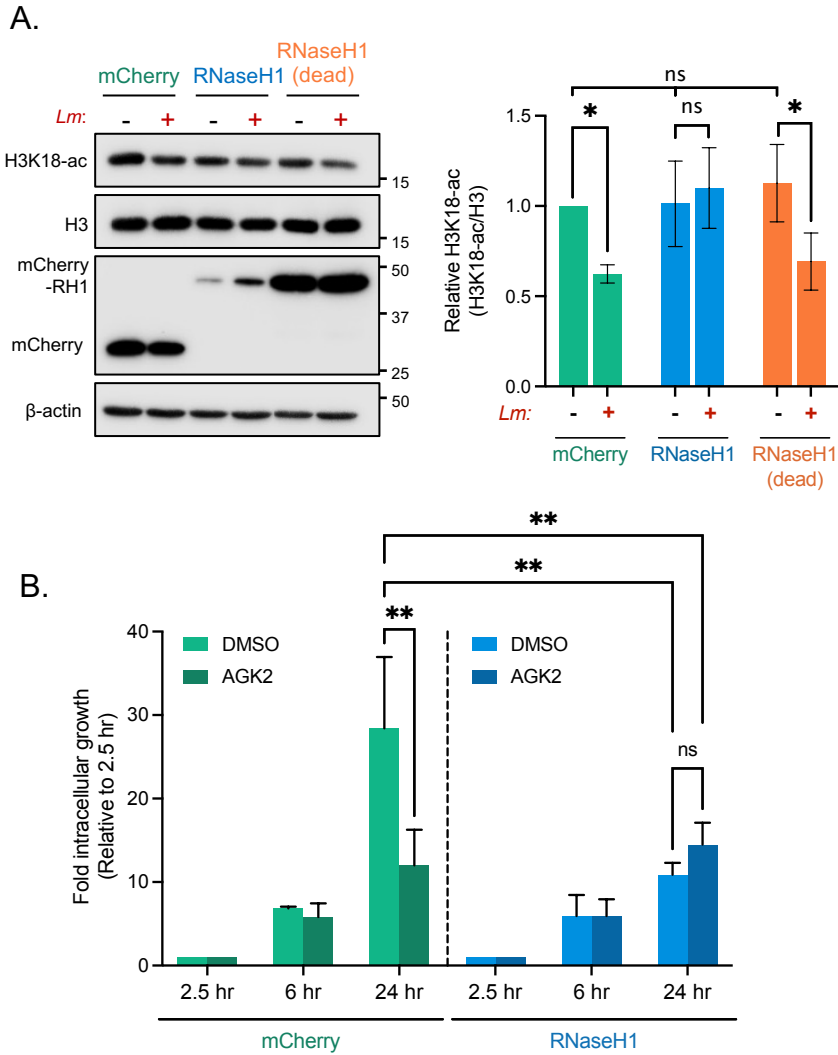 A.
mCherry RNaseH1 RNaseH1
(dead)
Lm: - + - + - +
H3K18-ac
15
H3
15
mCherry
-RH1
50
37
mCherry
25
β-actin
50
Relative H3K18-ac
(H3K18-ac/H3)
1.5
1.0
0.5
0.0
ns
*
ns
*
Lm: - + - + - +
mCherry RNaseH1 RNaseH1
(dead)
B.
Fold intracellular growth
(Relative to 2.5 hr)
40
30
20
10
0
**
**
**
ns
DMSO
AGK2
DMSO
AGK2
2.5 hr 6 hr 24 hr 2.5 hr 6 hr 24 hr
mCherry RNaseH1